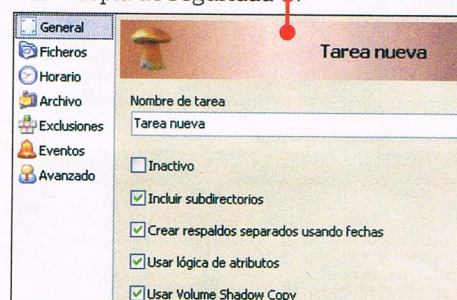 General
Ficheros
Horario
Archivo
Exclusiones
Eventos
Avanzado
Tarea nueva
Nombre de tarea
Tarea nueva
Inactivo
Incluir subdirectorios
Crear respaldos separados usando fechas
Usar lógica de atributos
Usar Volume Shadow Copy